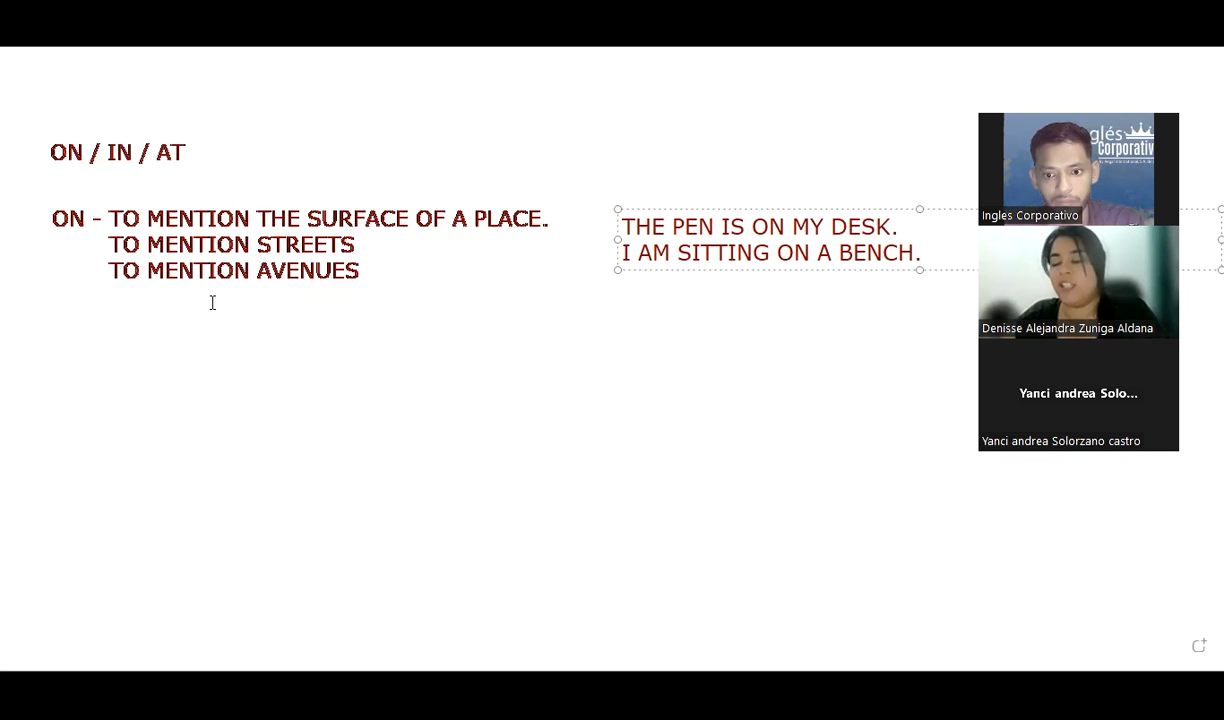 ON / IN / AT
ON - TO MENTION THE SURFACE OF A PLACE.
TO MENTION STREETS
TO MENTION AVENUES
THE PEN IS ON MY DESK.
I AM SITTING ON A BENCH.
glés
Corporativ
Ingles Corporativo
Denisse Alejandra Zuniga Aldana
Yanci andrea Solo...
Yanci andrea Solorzano castro